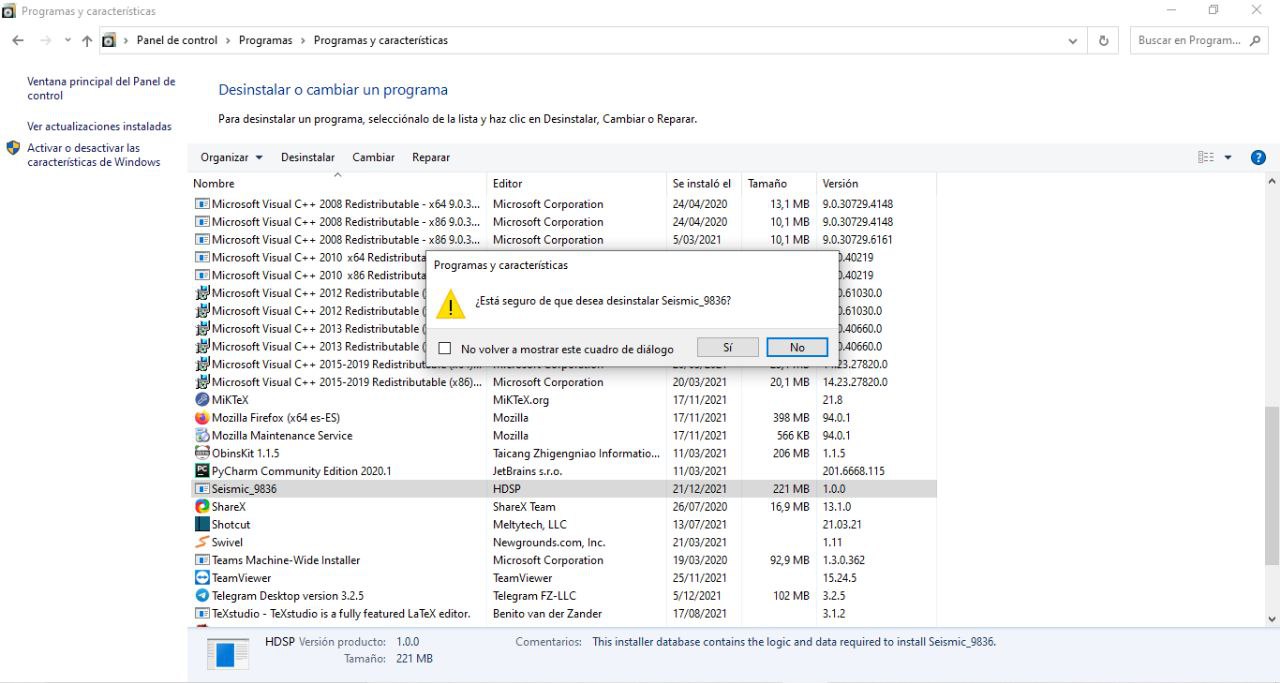 Programas y características
Panel de control › Programas › Programas y características
Buscar en Program...
Ventana principal del Panel de
control
Ver actualizaciones instaladas
Activar o desactivar las
características de Windows
Desinstalar o cambiar un programa
Para desinstalar un programa, selecciónalo de la lista y haz clic en Desinstalar, Cambiar o Reparar.
Organizar Desinstalar Cambiar Reparar
Nombre Editor Se instaló el Tamaño Versión
Microsoft Visual C++ 2008 Redistributable - x64 9.0.3... Microsoft Corporation 24/04/2020 13,1 MB 9.0.30729.4148
Microsoft Visual C++ 2008 Redistributable - x86 9.0.3... Microsoft Corporation 24/04/2020 10,1 MB 9.0.30729.4148
Microsoft Visual C++ 2008 Redistributable - x86 9.0.3... Microsoft Corporation 5/03/2021 10,1 MB 9.0.30729.6161
Microsoft Visual C++ 2010 x64 Redistributa .40219
Microsoft Visual C++ 2010 x86 Redistributa .40219
Microsoft Visual C++ 2012 Redistributable ( .61030.0
Microsoft Visual C++ 2012 Redistributable ( .61030.0
Microsoft Visual C++ 2013 Redistributable ( .40660.0
Microsoft Visual C++ 2013 Redistributable ( .40660.0
Microsoft Visual C++ 2015-2019 Redistributable (x64)... 14.23.27820.0
Microsoft Visual C++ 2015-2019 Redistributable (x86)... Microsoft Corporation 20/03/2021 20,1 MB 14.23.27820.0
MiKTeX MiKTeX.org 17/11/2021 21.8
Mozilla Firefox (x64 es-ES) Mozilla 17/11/2021 398 MB 94.0.1
Mozilla Maintenance Service Mozilla 17/11/2021 566 KB 94.0.1
ObinsKit 1.1.5 Taicang Zhigengniao Informatio... 11/03/2021 206 MB 1.1.5
PyCharm Community Edition 2020.1 JetBrains s.r.o. 11/03/2021 201.6668.115
Seismic_9836 HDSP 21/12/2021 221 MB 1.0.0
ShareX ShareX Team 26/07/2020 16,9 MB 13.1.0
Shotcut Meltytech, LLC 13/07/2021 21.03.21
Swivel Newgrounds.com, Inc. 21/03/2021 1.11
Teams Machine-Wide Installer Microsoft Corporation 19/03/2020 92,9 MB 1.3.0.362
TeamViewer TeamViewer 25/11/2021 15.24.5
Telegram Desktop version 3.2.5 Telegram FZ-LLC 5/12/2021 102 MB 3.2.5
TeXstudio - TeXstudio is a fully featured LaTeX editor. Benito van der Zander 17/08/2021 3.1.2
Programas y características
¿Está seguro de que desea desinstalar Seismic_9836?
No volver a mostrar este cuadro de diálogo Sí No
HDSP Versión producto: 1.0.0 Comentarios: This installer database contains the logic and data required to install Seismic_9836.
Tamaño: 221 MB